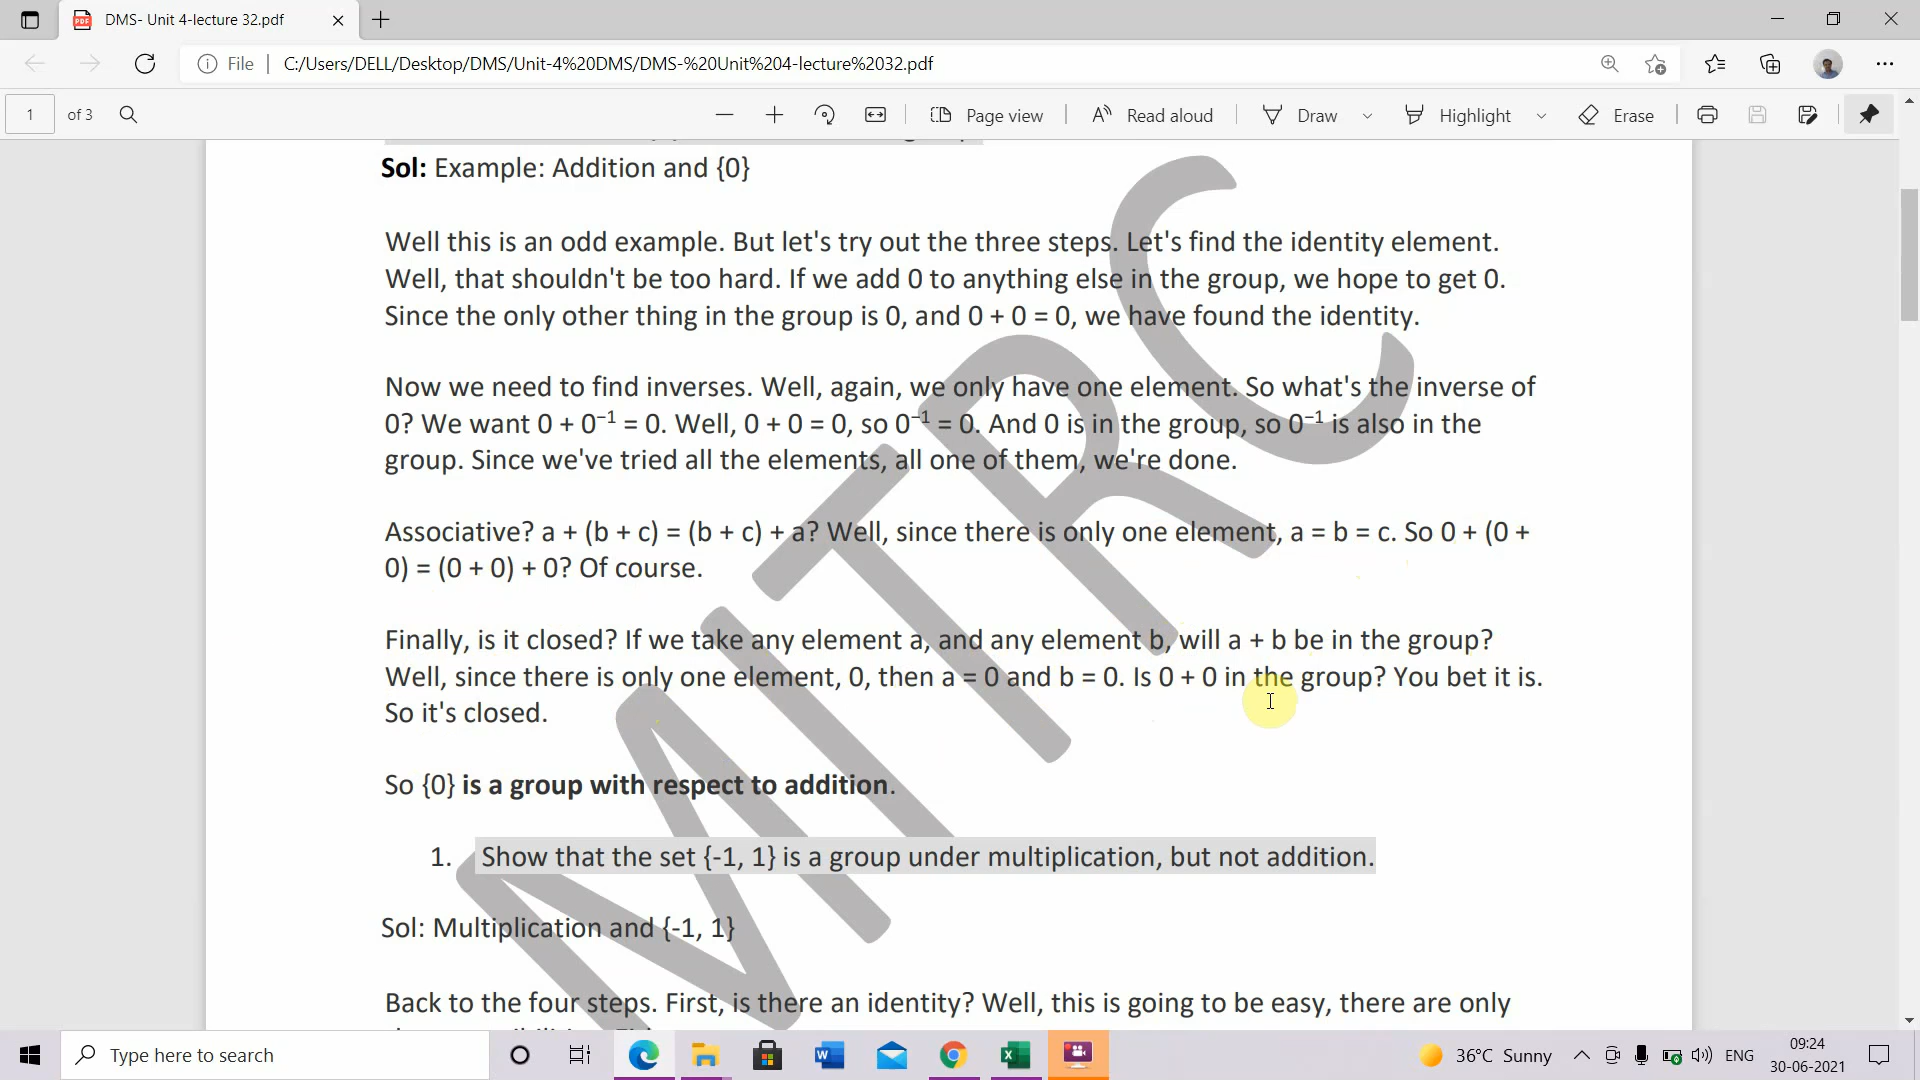 DMS- Unit 4-lecture 32.pdf
File
C:/Users/DELL/Desktop/DMS/Unit-4%20DMS/DMS-%20Unit%204-lecture%2032.pdf
1 of 3
Page view
Read aloud
Draw
Highlight
Erase
Sol: Example: Addition and {0}
Well this is an odd example. But let's try out the three steps. Let's find the identity element.
Well, that shouldn't be too hard. If we add 0 to anything else in the group, we hope to get 0.
Since the only other thing in the group is 0, and 0 + 0 = 0, we have found the identity.
Now we need to find inverses. Well, again, we only have one element. So what's the inverse of
0? We want 0 + 0⁻¹ = 0. Well, 0 + 0 = 0, so 0⁻¹ = 0. And 0 is in the group, so 0⁻¹ is also in the
group. Since we've tried all the elements, all one of them, we're done.
Associative? a + (b + c) = (b + c) + a? Well, since there is only one element, a = b = c. So 0 + (0 +
0) = (0 + 0) + 0? Of course.
Finally, is it closed? If we take any element a, and any element b, will a + b be in the group?
Well, since there is only one element, 0, then a = 0 and b = 0. Is 0 + 0 in the group? You bet it is.
So it's closed.
So {0} is a group with respect to addition.
1. Show that the set {-1, 1} is a group under multiplication, but not addition.
Sol: Multiplication and {-1, 1}
Back to the four steps. First, is there an identity? Well, this is going to be easy, there are only
MITRC
Type here to search
36°C Sunny
ENG
09:24
30-06-2021